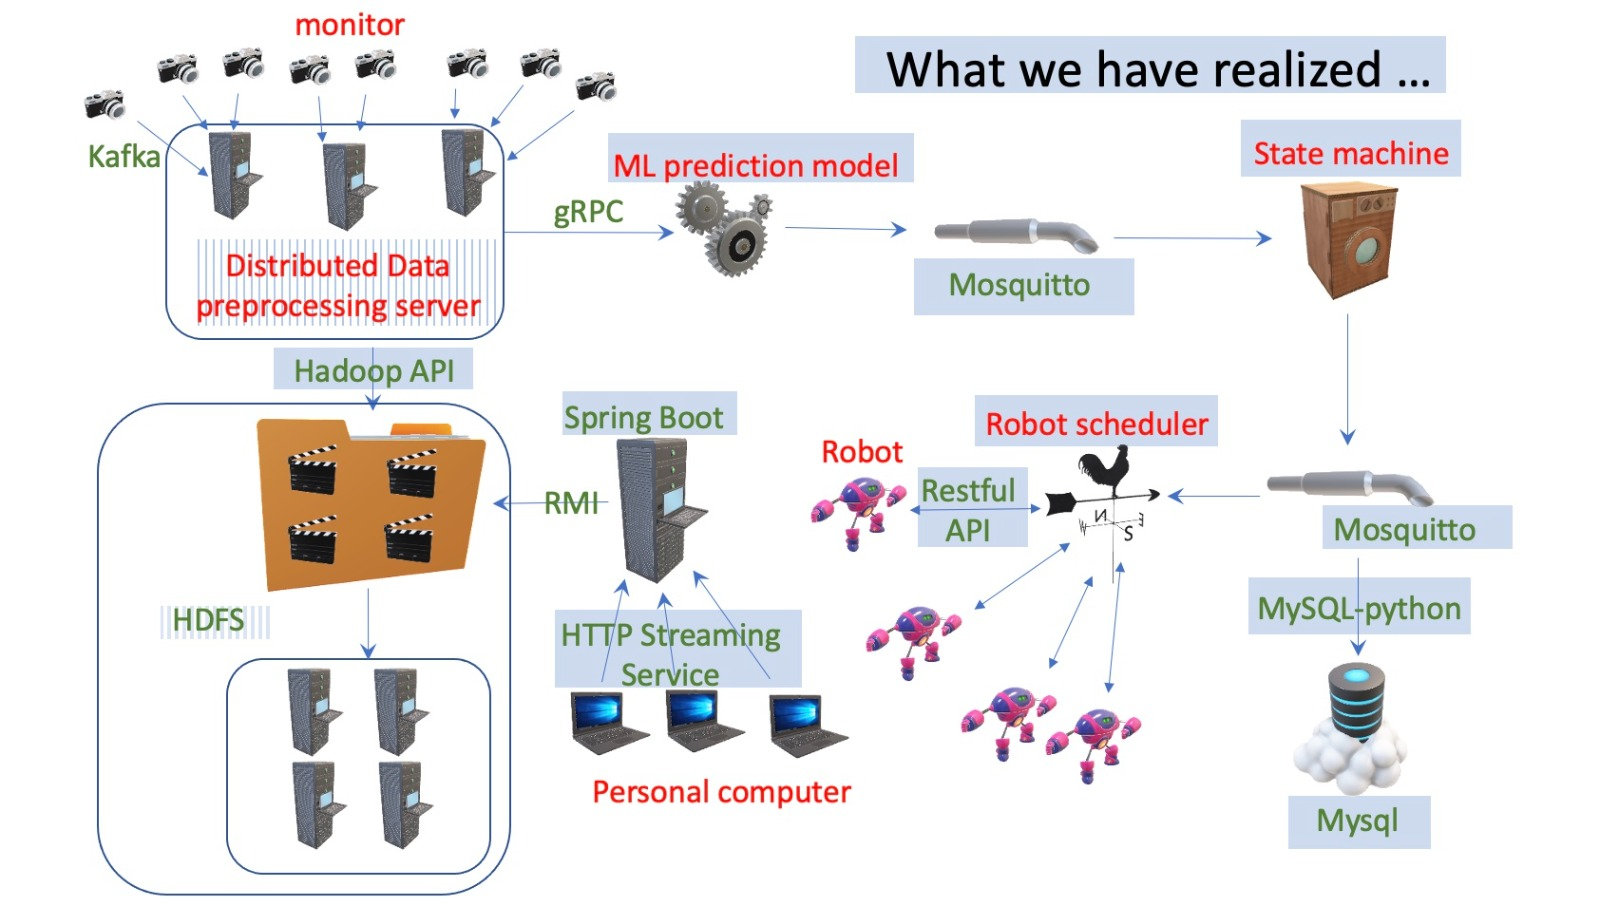 monitor
What we have realized ...
Kafka
ML prediction model
State machine
gRPC
Distributed Data
preprocessing server
Mosquitto
Hadoop API
Spring Boot
Robot scheduler
Robot
RMI
Restful
API
N
W
E
S
Mosquitto
HDFS
HTTP Streaming
Service
MySQL-python
Personal computer
Mysql